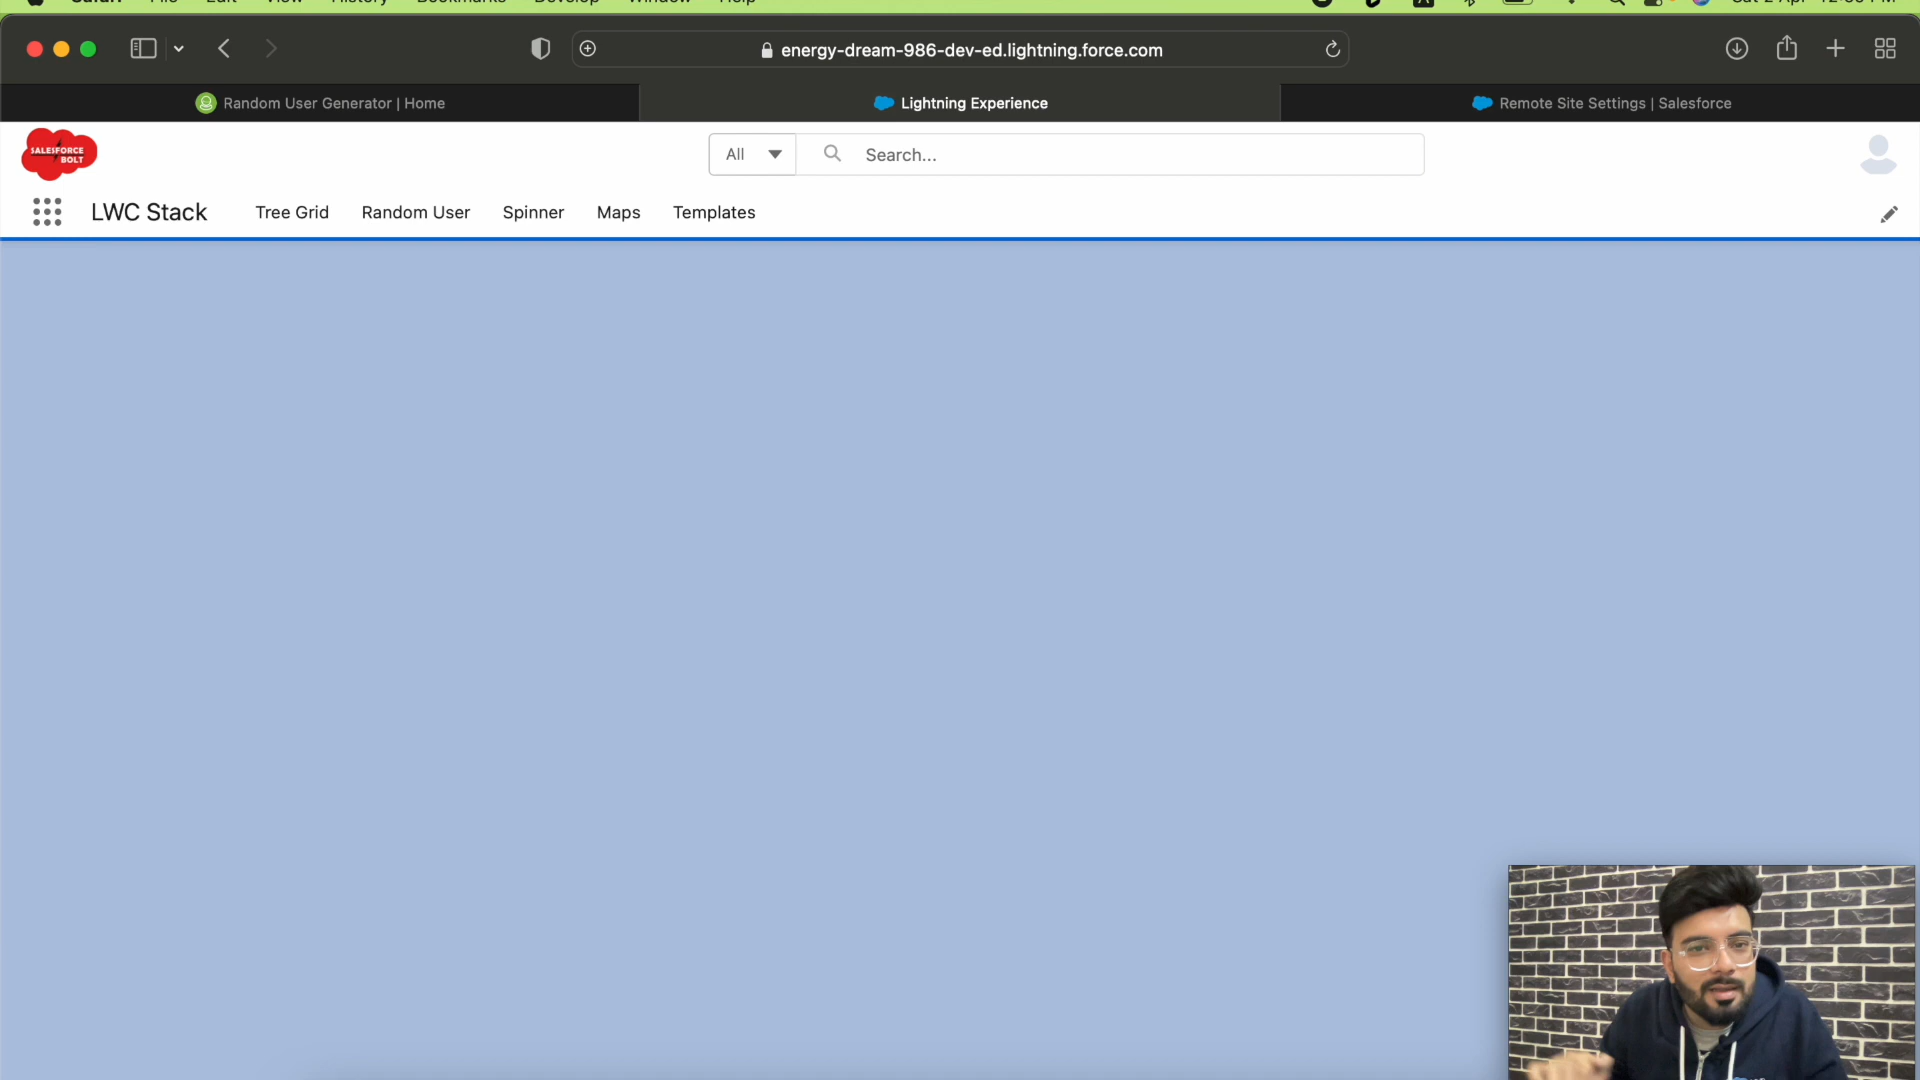 energy-dream-986-dev-ed.lightning.force.com
Random User Generator | Home
Lightning Experience
Remote Site Settings | Salesforce
SALESFORCE
BOLT
All
Search...
LWC Stack
Tree Grid
Random User
Spinner
Maps
Templates